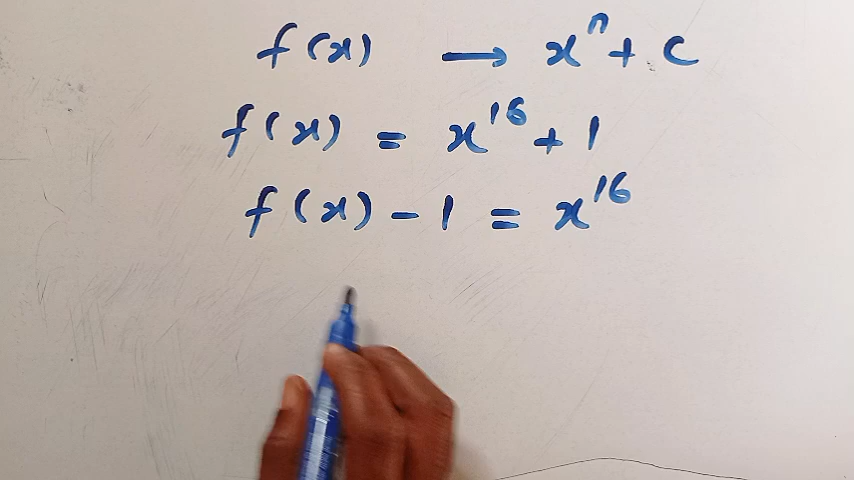 f(x) → xⁿ + c
f(x) = x¹⁶ + 1
f(x) - 1 = x¹⁶